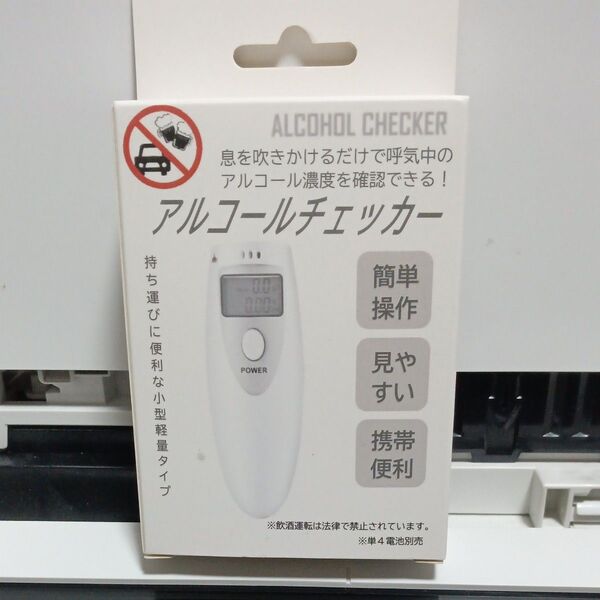 ALCOHOL CHECKER
息を吹きかけるだけで呼気中の
アルコール濃度を確認できる！
アルコールチェッカー
持ち運びに便利な小型軽量タイプ
0.0
0.00
POWER
簡単
操作
見や
すい
携帯
便利
※飲酒運転は法律で禁止されています。
※単４電池別売